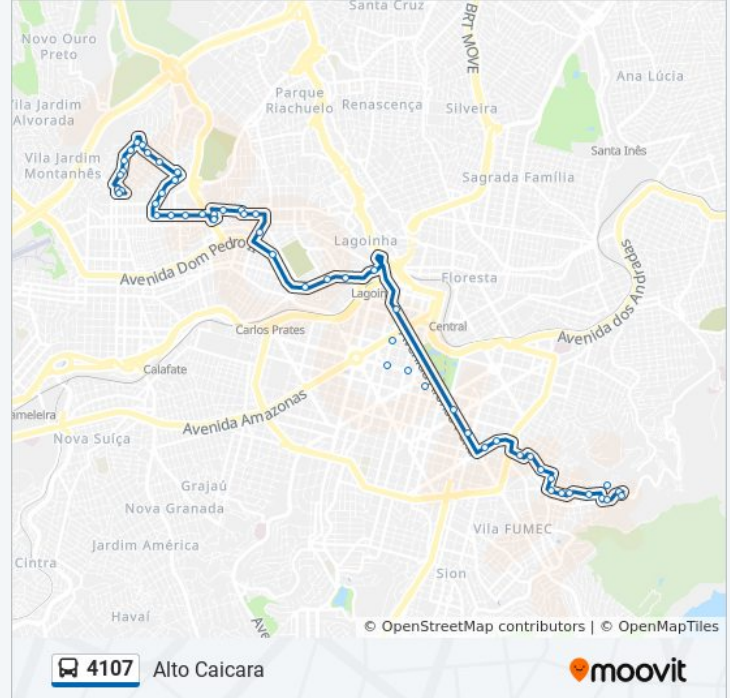 Santa Cruz
Novo Ouro
Preto
BRT MOVE
Ana Lúcia
Parque
Riachuelo
Renascença
Silveira
Vila Jardim
Alvorada
Santa Inês
Vila Jardim
Montanhês
Sagrada Família
Lagoinha
Avenida Dom Pedro II
Floresta
Avenida dos Andradas
Lagoin
Carlos Prates
Central
Calafate
ameleira
Avenida Amazonas
Nova Suíça
Grajaú
Nova Granada
Vila FUMEC
Jardim América
Cintra
Sion
Havaí
Ave
© OpenStreetMap contributors | © OpenMapTiles
4107 Alto Caicara
moovit